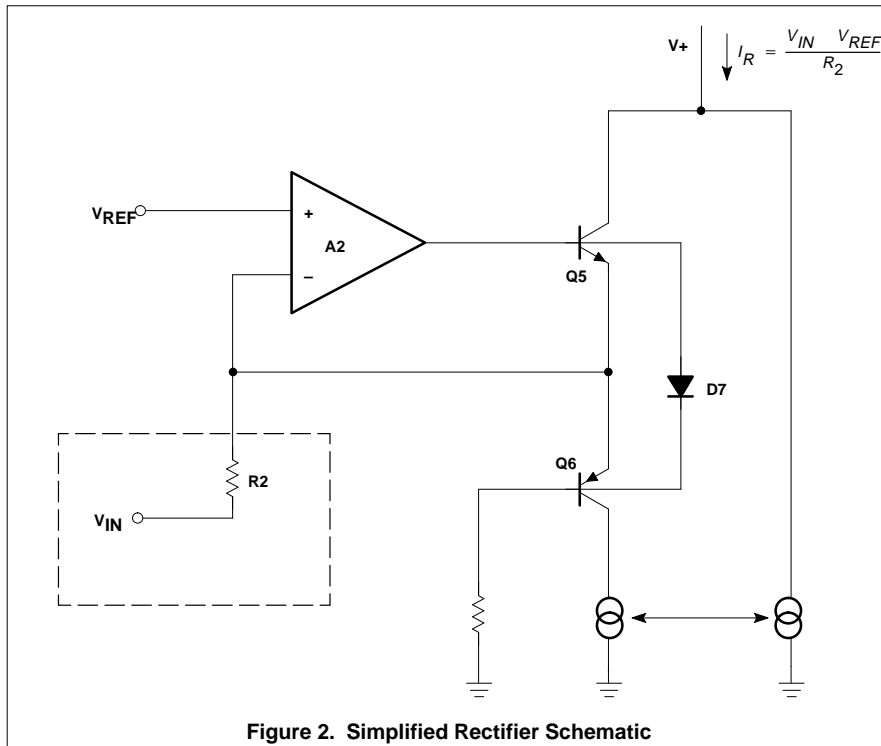 V+
I_R = V_IN V_REF
R_2
V_REF
+
A2
–
Q5
D7
Q6
R2
V_IN
Figure 2. Simplified Rectifier Schematic